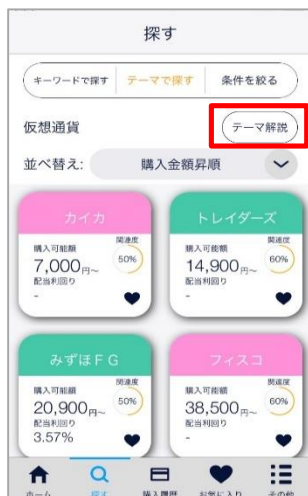 探す
キーワードで探す テーマで探す 条件を絞る
仮想通貨 テーマ解説
並べ替え: 購入金額昇順
カイカ トレイダーズ
購入可能額 関連度 購入可能額 関連度
7,000円～ 50% 14,900円～ 60%
配当利回り 配当利回り
- -
みずほFG フィスコ
購入可能額 関連度 購入可能額 関連度
20,900円～ 50% 38,500円～ 60%
配当利回り 配当利回り
3.57% -
ホーム 探す 購入履歴 お気に入り その他